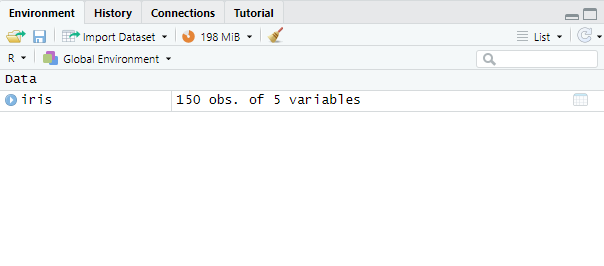 Environment History Connections Tutorial
Import Dataset 198 MiB List
R Global Environment
Data
iris 150 obs. of 5 variables